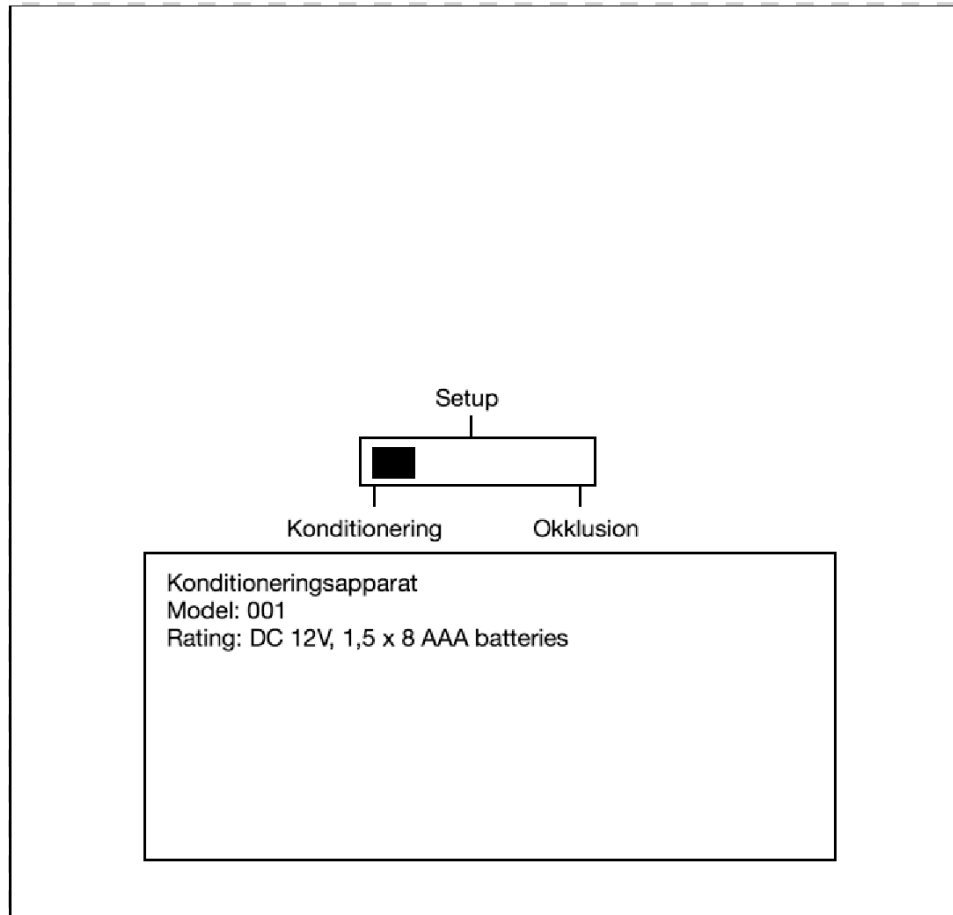 Setup
Konditionering Okklusion
Konditioneringsapparat
Model: 001
Rating: DC 12V, 1,5 x 8 AAA batteries